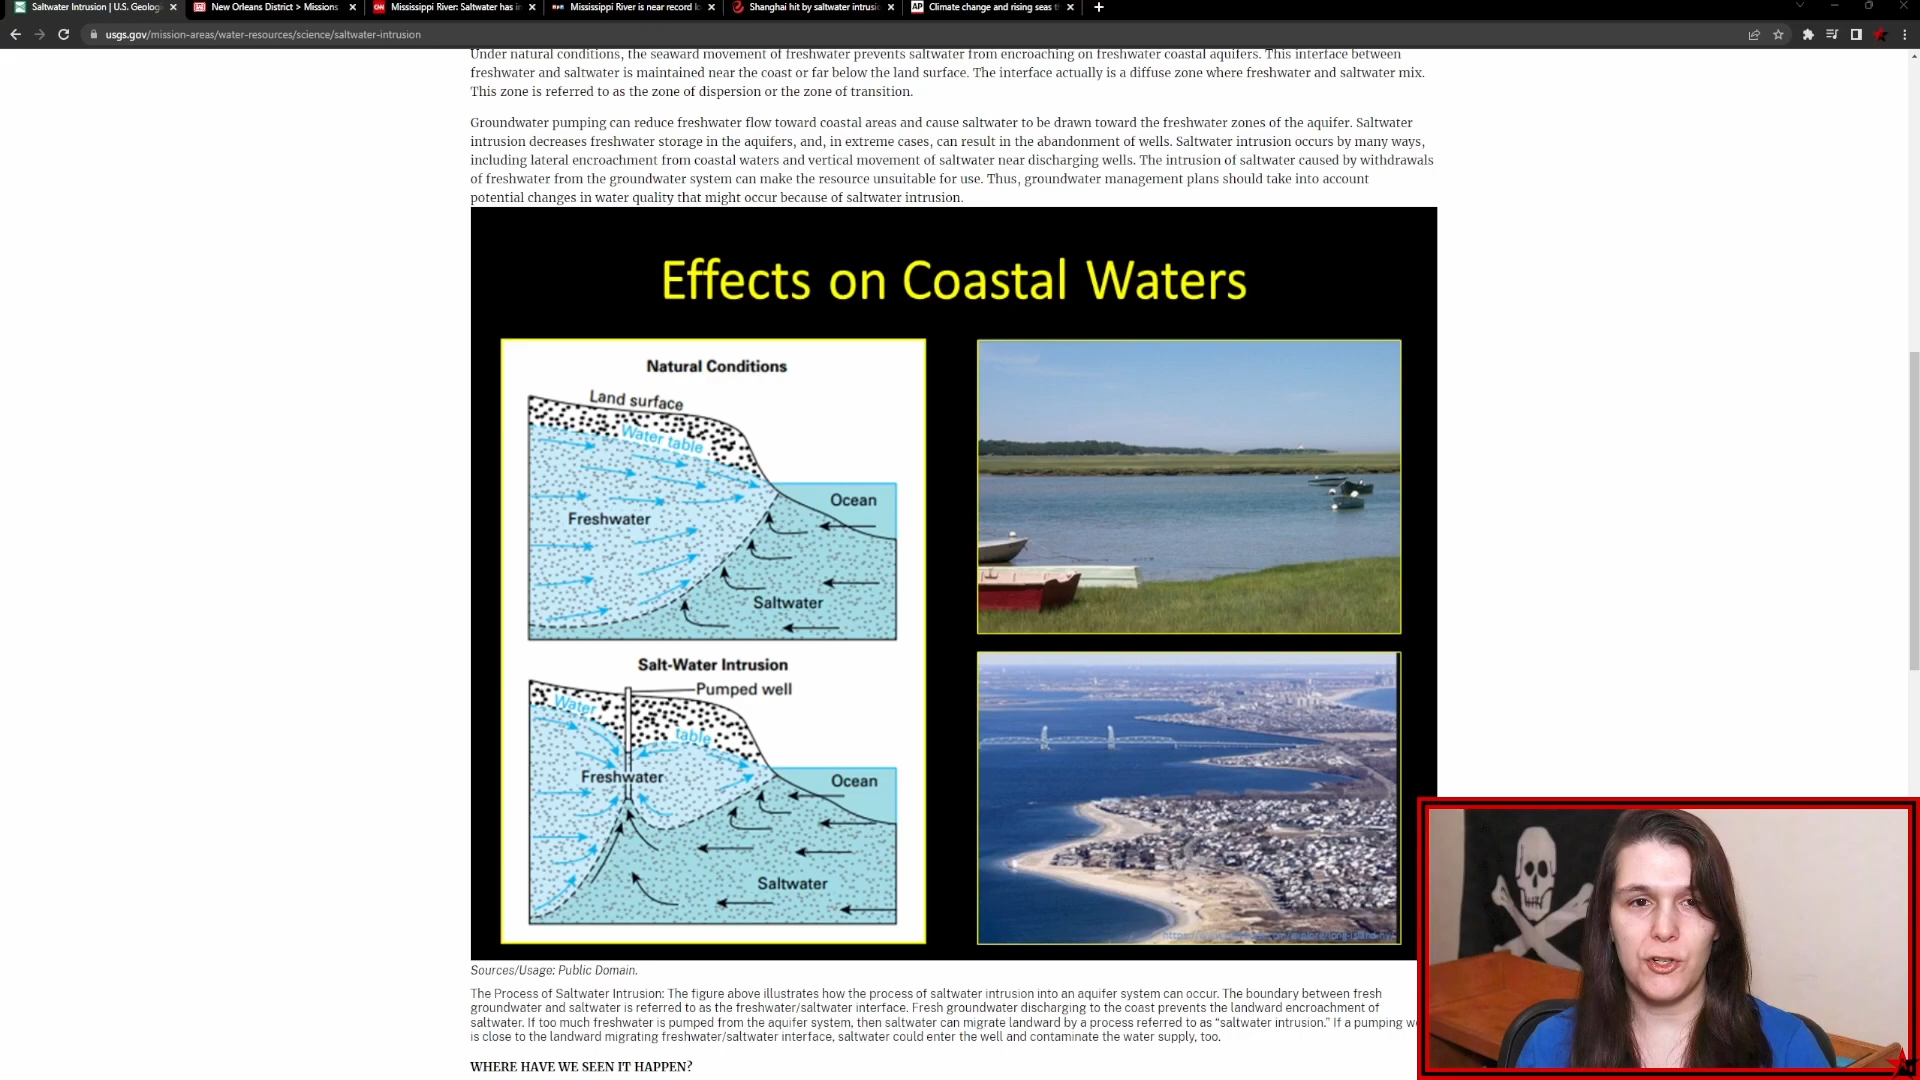 Saltwater Intrusion | U.S. Geologi
New Orleans District > Missions
Mississippi River: Saltwater has in
Mississippi River is near record lo
Shanghai hit by saltwater intrusio
Climate change and rising seas t
usgs.gov/mission-areas/water-resources/science/saltwater-intrusion
Under natural conditions, the seaward movement of freshwater prevents saltwater from encroaching on freshwater coastal aquifers. This interface between
freshwater and saltwater is maintained near the coast or far below the land surface. The interface actually is a diffuse zone where freshwater and saltwater mix.
This zone is referred to as the zone of dispersion or the zone of transition.
Groundwater pumping can reduce freshwater flow toward coastal areas and cause saltwater to be drawn toward the freshwater zones of the aquifer. Saltwater
intrusion decreases freshwater storage in the aquifers, and, in extreme cases, can result in the abandonment of wells. Saltwater intrusion occurs by many ways,
including lateral encroachment from coastal waters and vertical movement of saltwater near discharging wells. The intrusion of saltwater caused by withdrawals
of freshwater from the groundwater system can make the resource unsuitable for use. Thus, groundwater management plans should take into account
potential changes in water quality that might occur because of saltwater intrusion.
Effects on Coastal Waters
Natural Conditions
Land surface
Water table
Ocean
Freshwater
Saltwater
Salt-Water Intrusion
Pumped well
Water
table
Freshwater
Ocean
Saltwater
Sources/Usage: Public Domain.
The Process of Saltwater Intrusion: The figure above illustrates how the process of saltwater intrusion into an aquifer system can occur. The boundary between fresh
groundwater and saltwater is referred to as the freshwater/saltwater interface. Fresh groundwater discharging to the coast prevents the landward encroachment of
saltwater. If too much freshwater is pumped from the aquifer system, then saltwater can migrate landward by a process referred to as “saltwater intrusion.” If a pumping we
is close to the landward migrating freshwater/saltwater interface, saltwater could enter the well and contaminate the water supply, too.
WHERE HAVE WE SEEN IT HAPPEN?